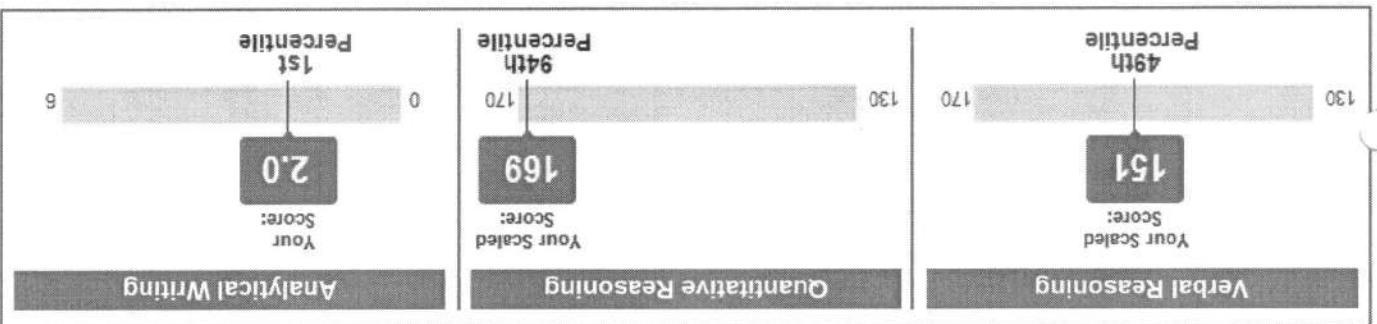 Verbal Reasoning
Your Scaled
Score:
151
130
170
49th
Percentile
Quantitative Reasoning
Your Scaled
Score:
169
130
170
94th
Percentile
Analytical Writing
Your
Score:
2.0
0
6
1st
Percentile